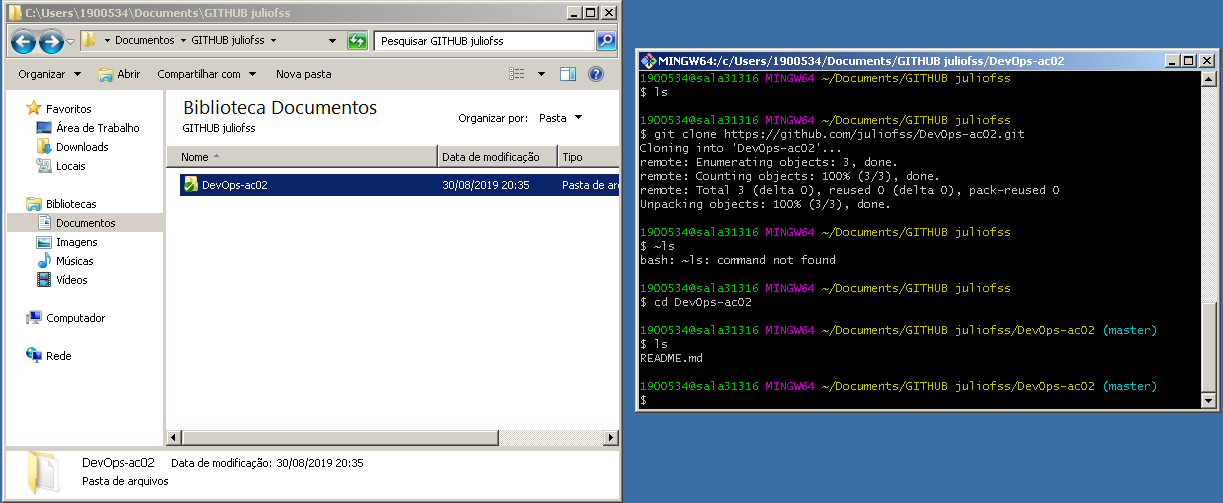 C:\Users\1900534\Documents\GITHUB juliofss
Documentos GITHUB juliofss
Pesquisar GITHUB juliofss
Organizar Abrir Compartilhar com Nova pasta
Favoritos
Área de Trabalho
Downloads
Locais
Bibliotecas
Documentos
Imagens
Músicas
Vídeos
Computador
Rede
Biblioteca Documentos
GITHUB juliofss
Organizar por: Pasta
Nome Data de modificação Tipo
DevOps-ac02 30/08/2019 20:35 Pasta de ar
DevOps-ac02 Data de modificação: 30/08/2019 20:35
Pasta de arquivos
MINGW64:/c/Users/1900534/Documents/GITHUB juliofss/DevOps-ac02
1900534@sala31316 MINGW64 ~/Documents/GITHUB juliofss
$ ls
1900534@sala31316 MINGW64 ~/Documents/GITHUB juliofss
$ git clone https://github.com/juliofss/DevOps-ac02.git
Cloning into 'DevOps-ac02'...
remote: Enumerating objects: 3, done.
remote: Counting objects: 100% (3/3), done.
remote: Total 3 (delta 0), reused 0 (delta 0), pack-reused 0
Unpacking objects: 100% (3/3), done.
1900534@sala31316 MINGW64 ~/Documents/GITHUB juliofss
$ ~ls
bash: ~ls: command not found
1900534@sala31316 MINGW64 ~/Documents/GITHUB juliofss
$ cd DevOps-ac02
1900534@sala31316 MINGW64 ~/Documents/GITHUB juliofss/DevOps-ac02 (master)
$ ls
README.md
1900534@sala31316 MINGW64 ~/Documents/GITHUB juliofss/DevOps-ac02 (master)
$